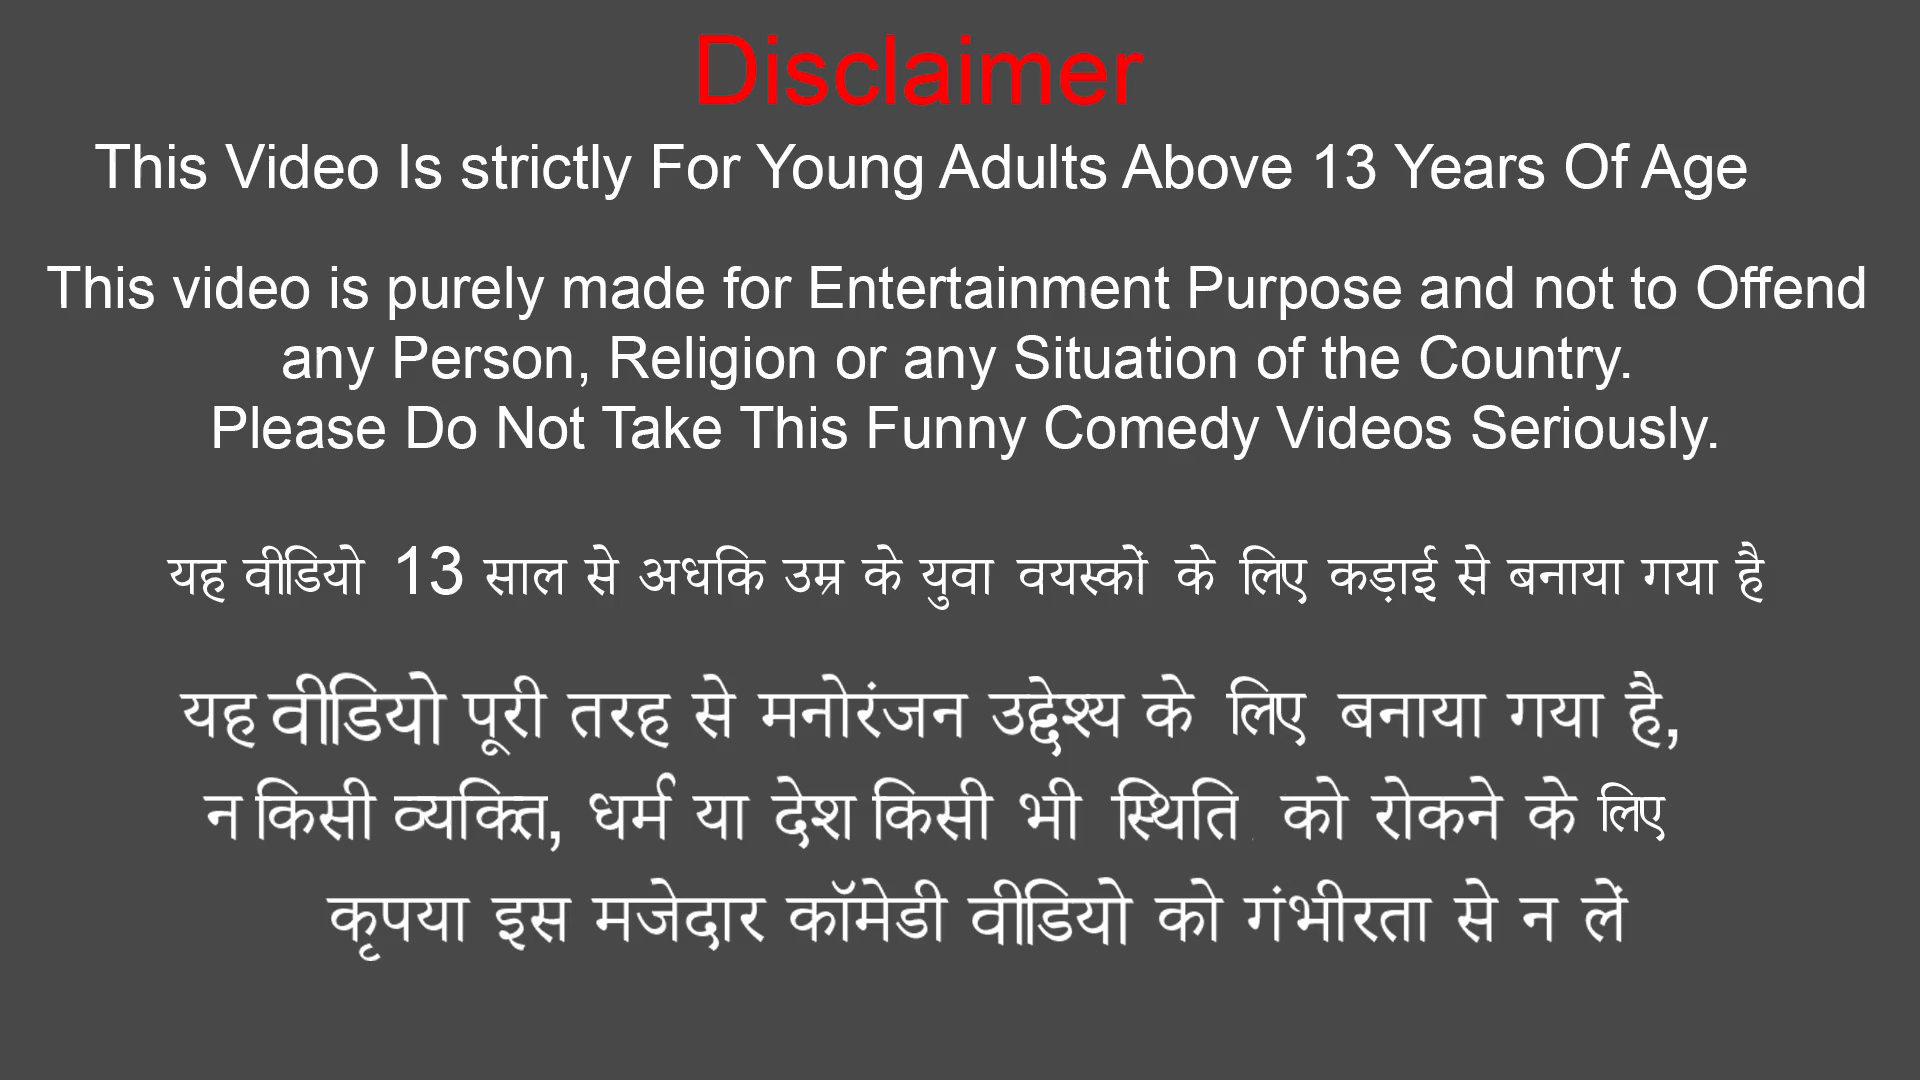 Disclaimer
This Video Is strictly For Young Adults Above 13 Years Of Age
This video is purely made for Entertainment Purpose and not to Offend
any Person, Religion or any Situation of the Country.
Please Do Not Take This Funny Comedy Videos Seriously.
यह वीडियो 13 साल से अधकि उम्र के युवा वयस्कों के लिए कड़ाई से बनाया गया है
यह वीडियो पूरी तरह से मनोरंजन उद्देश्य के लिए बनाया गया है,
न किसी व्यक्ति, धर्म या देश किसी भी स्थिति को रोकने के लिए
कृपया इस मजेदार कॉमेडी वीडियो को गंभीरता से न लें